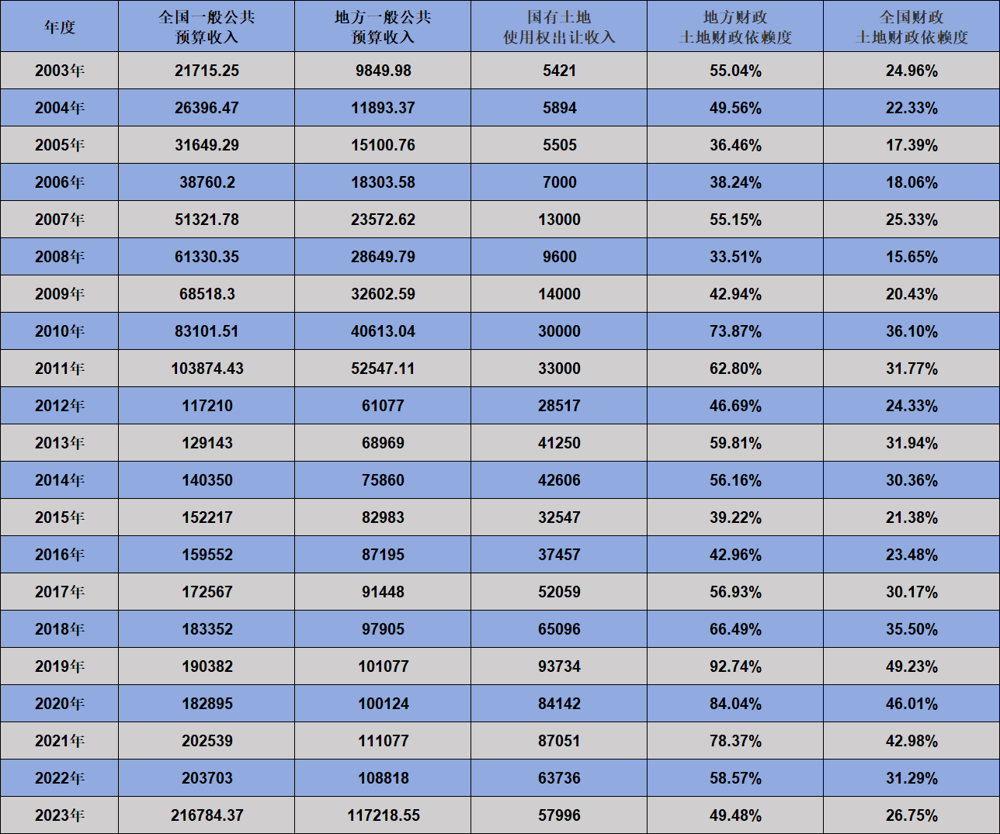 年度 全国一般公共 地方一般公共 国有土地 地方财政 全国财政
预算收入 预算收入 使用权出让收入 土地财政依赖度 土地财政依赖度
2003年 21715.25 9849.98 5421 55.04% 24.96%
2004年 26396.47 11893.37 5894 49.56% 22.33%
2005年 31649.29 15100.76 5505 36.46% 17.39%
2006年 38760.2 18303.58 7000 38.24% 18.06%
2007年 51321.78 23572.62 13000 55.15% 25.33%
2008年 61330.35 28649.79 9600 33.51% 15.65%
2009年 68518.3 32602.59 14000 42.94% 20.43%
2010年 83101.51 40613.04 30000 73.87% 36.10%
2011年 103874.43 52547.11 33000 62.80% 31.77%
2012年 117210 61077 28517 46.69% 24.33%
2013年 129143 68969 41250 59.81% 31.94%
2014年 140350 75860 42606 56.16% 30.36%
2015年 152217 82983 32547 39.22% 21.38%
2016年 159552 87195 37457 42.96% 23.48%
2017年 172567 91448 52059 56.93% 30.17%
2018年 183352 97905 65096 66.49% 35.50%
2019年 190382 101077 93734 92.74% 49.23%
2020年 182895 100124 84142 84.04% 46.01%
2021年 202539 111077 87051 78.37% 42.98%
2022年 203703 108818 63736 58.57% 31.29%
2023年 216784.37 117218.55 57996 49.48% 26.75%